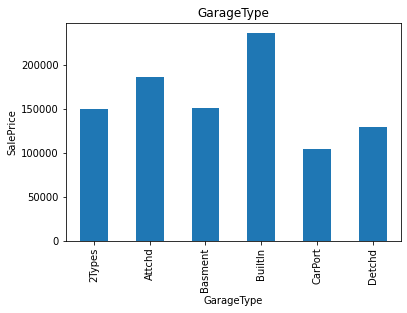 GarageType
200000
150000
100000
50000
0
SalePrice
2Types
Attchd
Basment
BuiltIn
CarPort
Detchd
GarageType